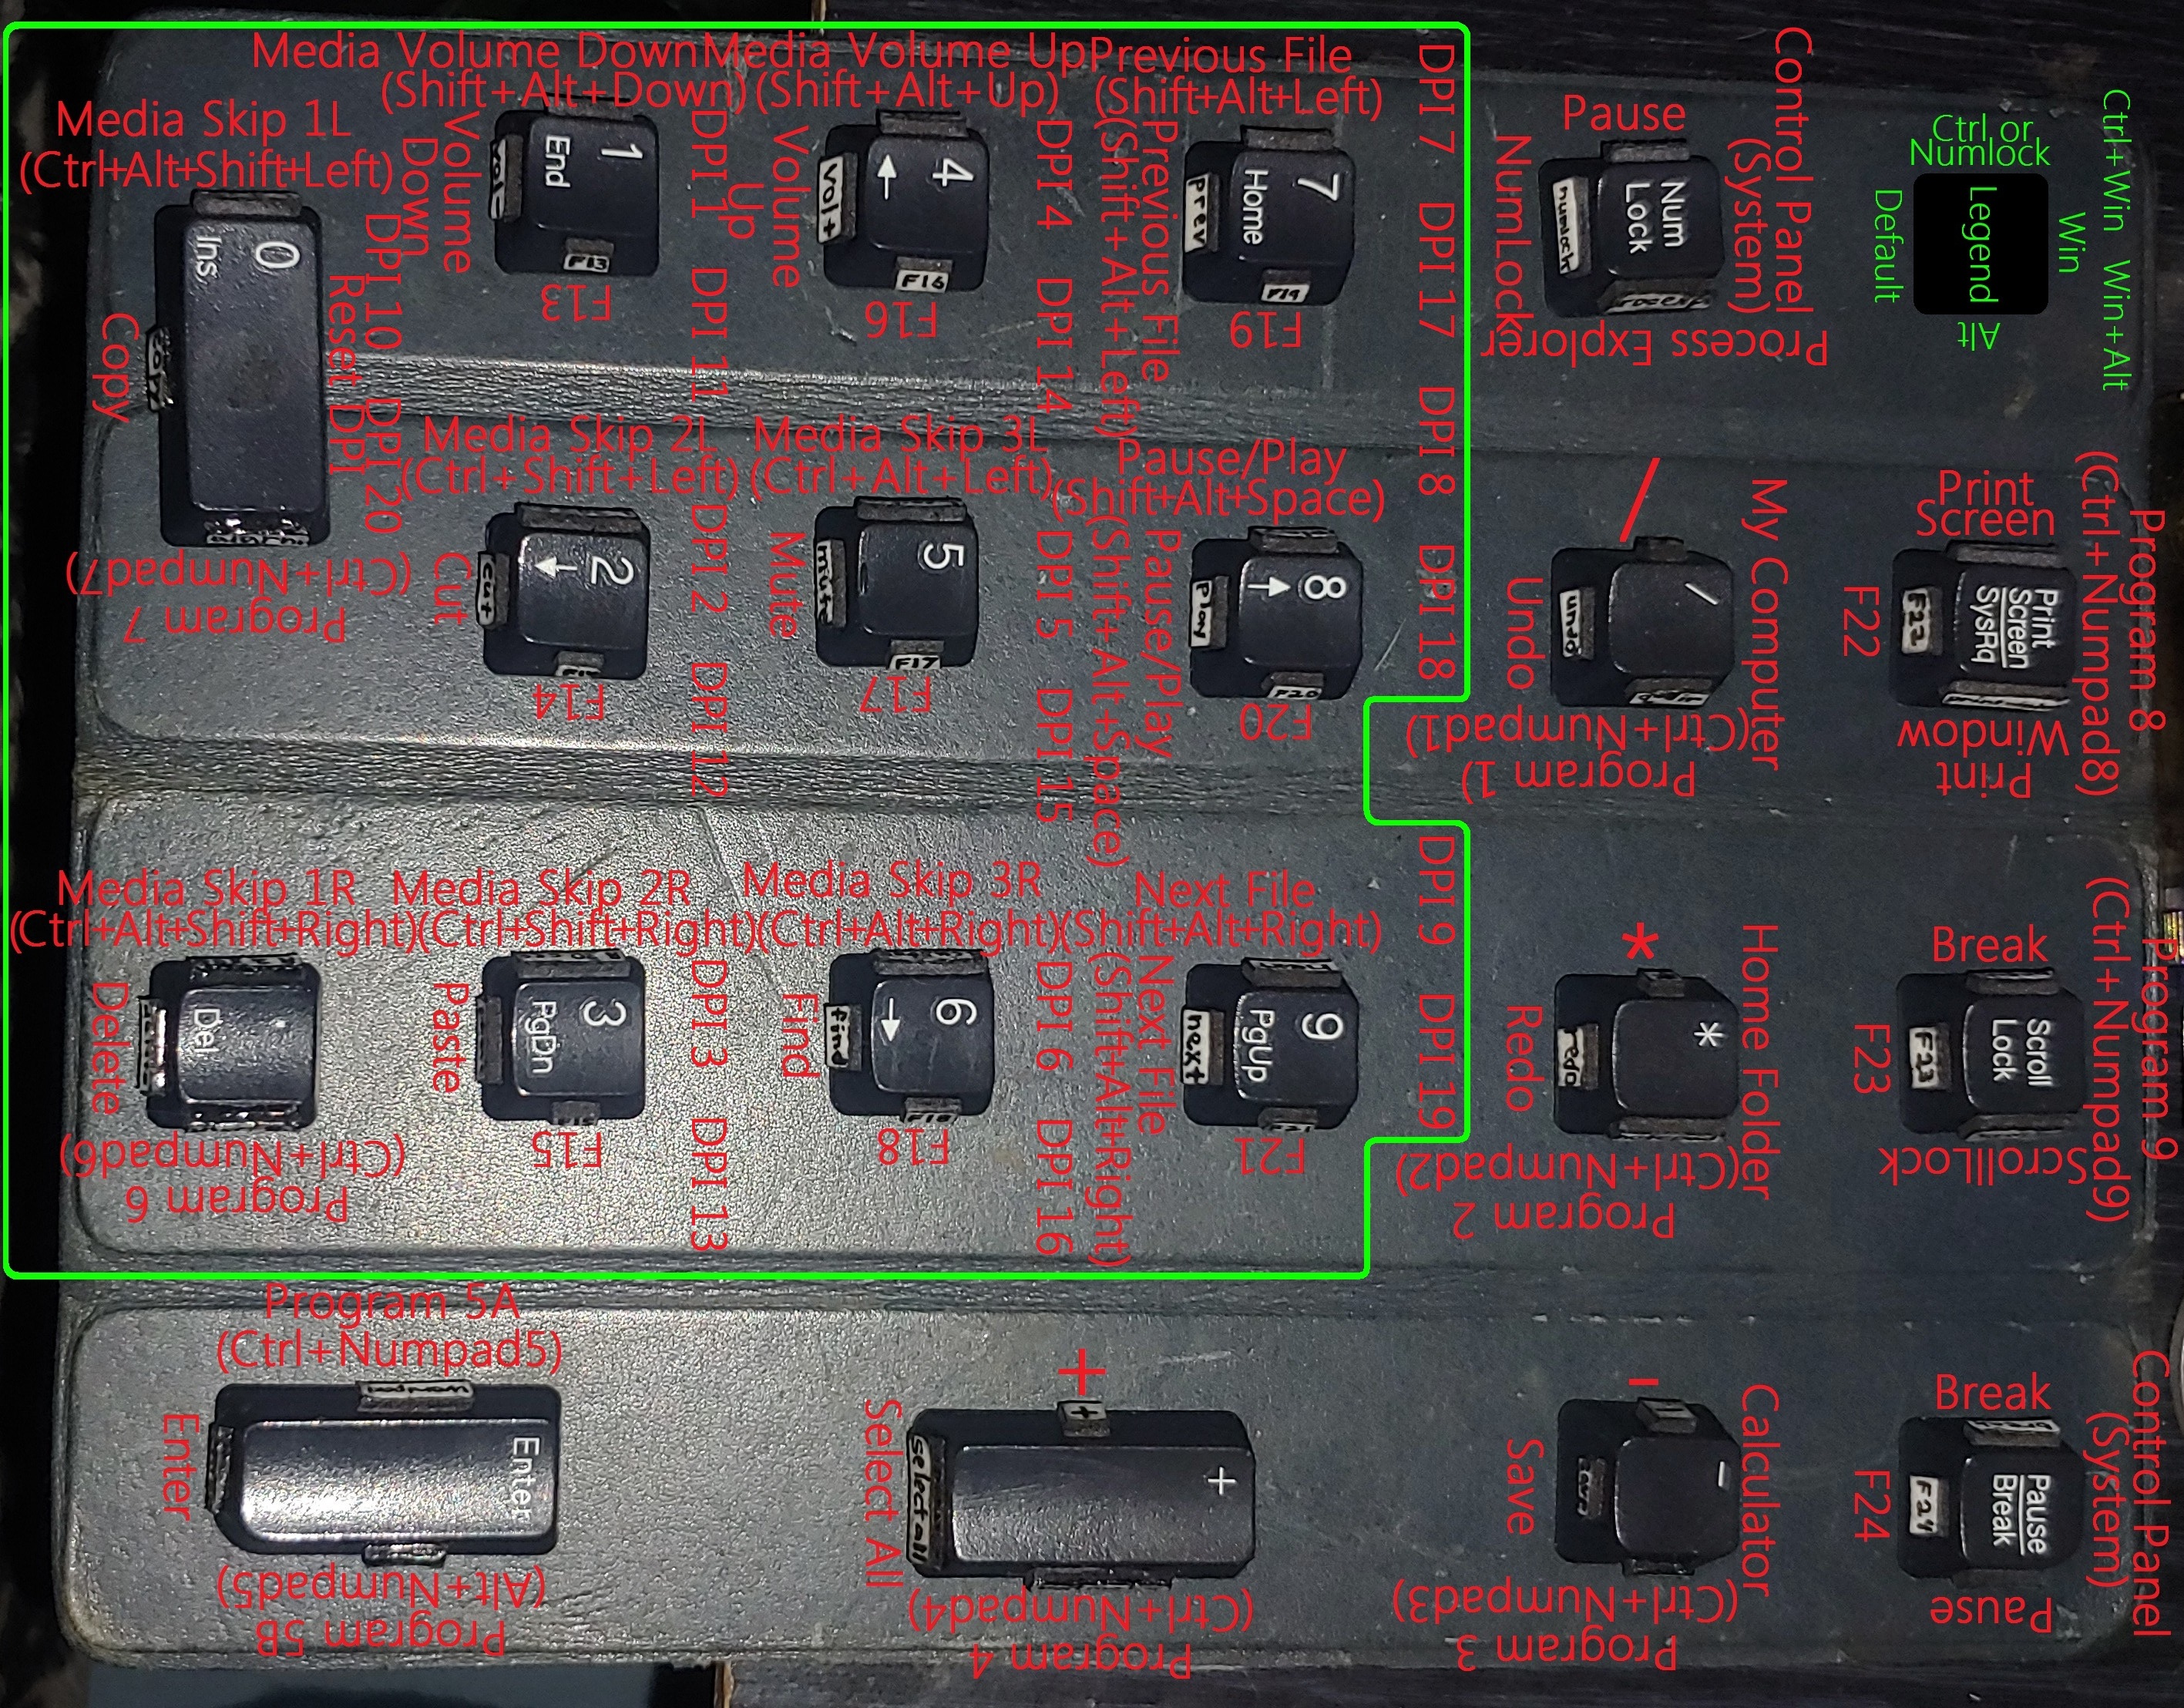 Ctrl or
Numlock
Legend
Default
Alt
Win
Ctrl+Win
Win+Alt
Media Skip 1L
(Ctrl+Alt+Shift+Left)
0
Ins
Copy
Reset DPI
DPI 10
DPI 20
Program 7
(Ctrl+Numpad7)
Media Volume Down
(Shift+Alt+Down)
Volume
Down
1
End
vol-
F13
F13
DPI 1
DPI 11
Media Volume Up
(Shift+Alt+Up)
Volume
Up
4
vol+
F16
F16
DPI 4
DPI 14
Previous File
(Shift+Alt+Left)
Previous File
(Shift+Alt+Left)
7
Home
prev
F19
F19
DPI 7
DPI 17
Pause
NumLock
Num
Lock
numlock
Process Explorer
Control Panel
(System)
Media Skip 2L
(Ctrl+Shift+Left)
Cut
cut
2
F14
DPI 2
DPI 12
Media Skip 3L
(Ctrl+Alt+Left)
Mute
mute
5
F17
F17
DPI 5
DPI 15
Pause/Play
(Shift+Alt+Space)
Pause/Play
(Shift+Alt+Space)
8
Play
F20
F20
DPI 8
DPI 18
/
Undo
undo
/
My Computer
Program 1)
(Ctrl+Numpad1)
Print
Screen
F22
F22
Print
Screen
SysRq
Print
Window
Program 8
(Ctrl+Numpad8)
Media Skip 1R
(Ctrl+Alt+Shift+Right)
Delete
Del
Program 6
(Ctrl+Numpad6)
Media Skip 2R
(Ctrl+Shift+Right)
Paste
3
PgDn
F15
DPI 3
DPI 13
Media Skip 3R
(Ctrl+Alt+Right)
Find
find
6
F18
F18
DPI 6
DPI 16
Next File
(Shift+Alt+Right)
Next File
(Shift+Alt+Right)
9
PgUp
next
F21
DPI 9
DPI 19
*
Redo
redo
*
Home Folder
Program 2
(Ctrl+Numpad2)
Break
F23
F23
Scroll
Lock
ScrollLock
Program 9
(Ctrl+Numpad9)
Program 5A
(Ctrl+Numpad5)
Enter
Enter
Program 5B
(Alt+Numpad5)
+
+
Select All
select all
+
Program 4
(Ctrl+Numpad4)
-
Save
-
Calculator
Program 3
(Ctrl+Numpad3)
Break
F24
F24
Pause
Break
Pause
Control Panel
(System)